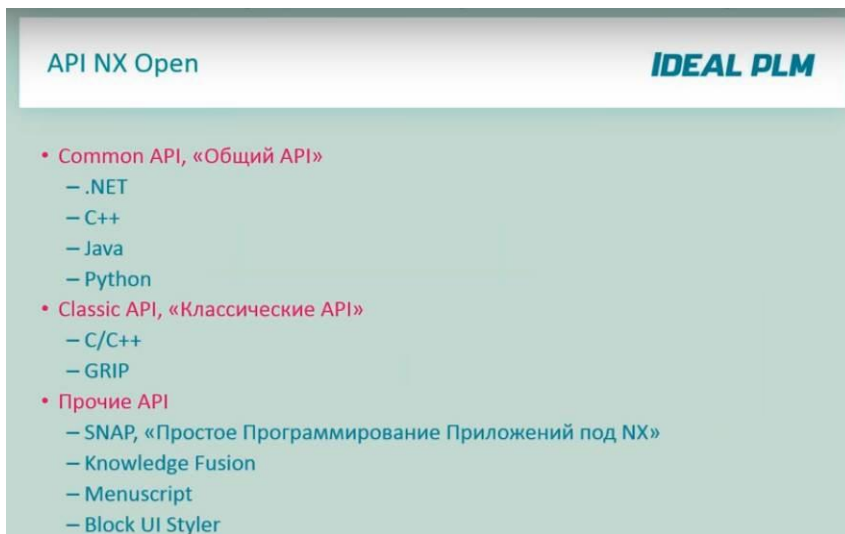 API NX Open
IDEAL PLM
• Common API, «Общий API»
– .NET
– C++
– Java
– Python
• Classic API, «Классические API»
– C/C++
– GRIP
• Прочие API
– SNAP, «Простое Программирование Приложений под NX»
– Knowledge Fusion
– Menuscript
– Block UI Styler